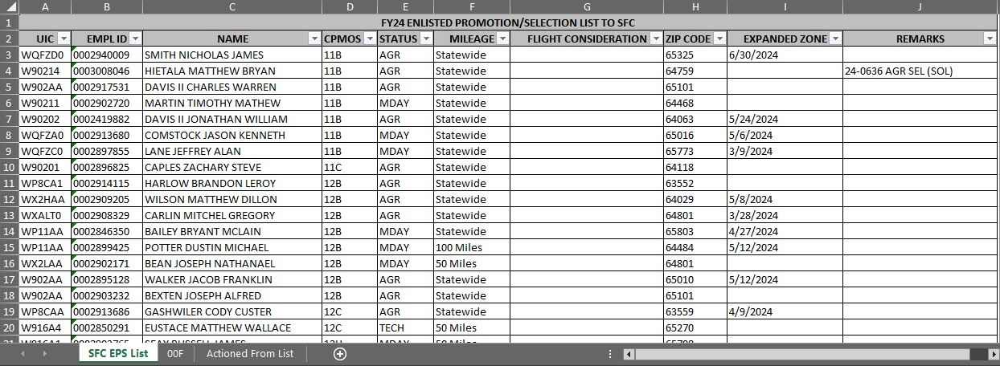 A B C D E F G H I J
1 FY24 ENLISTED PROMOTION/SELECTION LIST TO SFC
2 UIC EMPL ID NAME CPMOS STATUS MILEAGE FLIGHT CONSIDERATION ZIP CODE EXPANDED ZONE REMARKS
3 WQFZD0 0002940009 SMITH NICHOLAS JAMES 11B AGR Statewide 65325 6/30/2024
4 W90214 0003008046 HIETALA MATTHEW BRYAN 11B AGR Statewide 64759 24-0636 AGR SEL (SOL)
5 W902AA 0002917531 DAVIS II CHARLES WARREN 11B AGR Statewide 65101
6 W90211 0002902720 MARTIN TIMOTHY MATHEW 11B MDAY Statewide 64468
7 W90202 0002419882 DAVIS II JONATHAN WILLIAM 11B AGR Statewide 64063 5/24/2024
8 WQFZA0 0002913680 COMSTOCK JASON KENNETH 11B MDAY Statewide 65016 5/6/2024
9 WQFZC0 0002897855 LANE JEFFREY ALAN 11B MDAY Statewide 65773 3/9/2024
10 W90201 0002896825 CAPLES ZACHARY STEVE 11C AGR Statewide 64118
11 WP8CA1 0002914115 HARLOW BRANDON LEROY 12B AGR Statewide 63552
12 WX2HAA 0002909205 WILSON MATTHEW DILLON 12B AGR Statewide 64029 5/8/2024
13 WXALT0 0002908329 CARLIN MITCHEL GREGORY 12B AGR Statewide 64801 3/28/2024
14 WP11AA 0002846350 BAILEY BRYANT MCLAIN 12B MDAY Statewide 65803 4/27/2024
15 WP11AA 0002899425 POTTER DUSTIN MICHAEL 12B MDAY 100 Miles 64484 5/12/2024
16 WX2LAA 0002902171 BEAN JOSEPH NATHANAEL 12B MDAY 50 Miles 64801
17 W902AA 0002895128 WALKER JACOB FRANKLIN 12B AGR Statewide 65010 5/12/2024
18 W902AA 0002903232 BEXTEN JOSEPH ALFRED 12B AGR Statewide 65101
19 WP8CAA 0002913686 GASHWILER CODY CUSTER 12C AGR Statewide 63559 4/9/2024
20 W916A4 0002850291 EUSTACE MATTHEW WALLACE 12C TECH 50 Miles 65270
SFC EPS List 00F Actioned From List